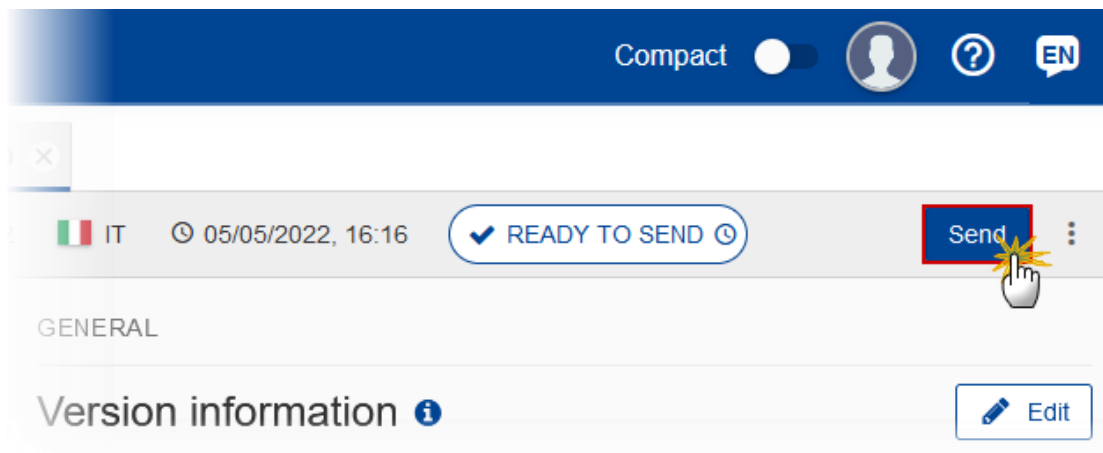 Compact EN
IT 05/05/2022, 16:16 READY TO SEND Send
GENERAL
Version information
Edit